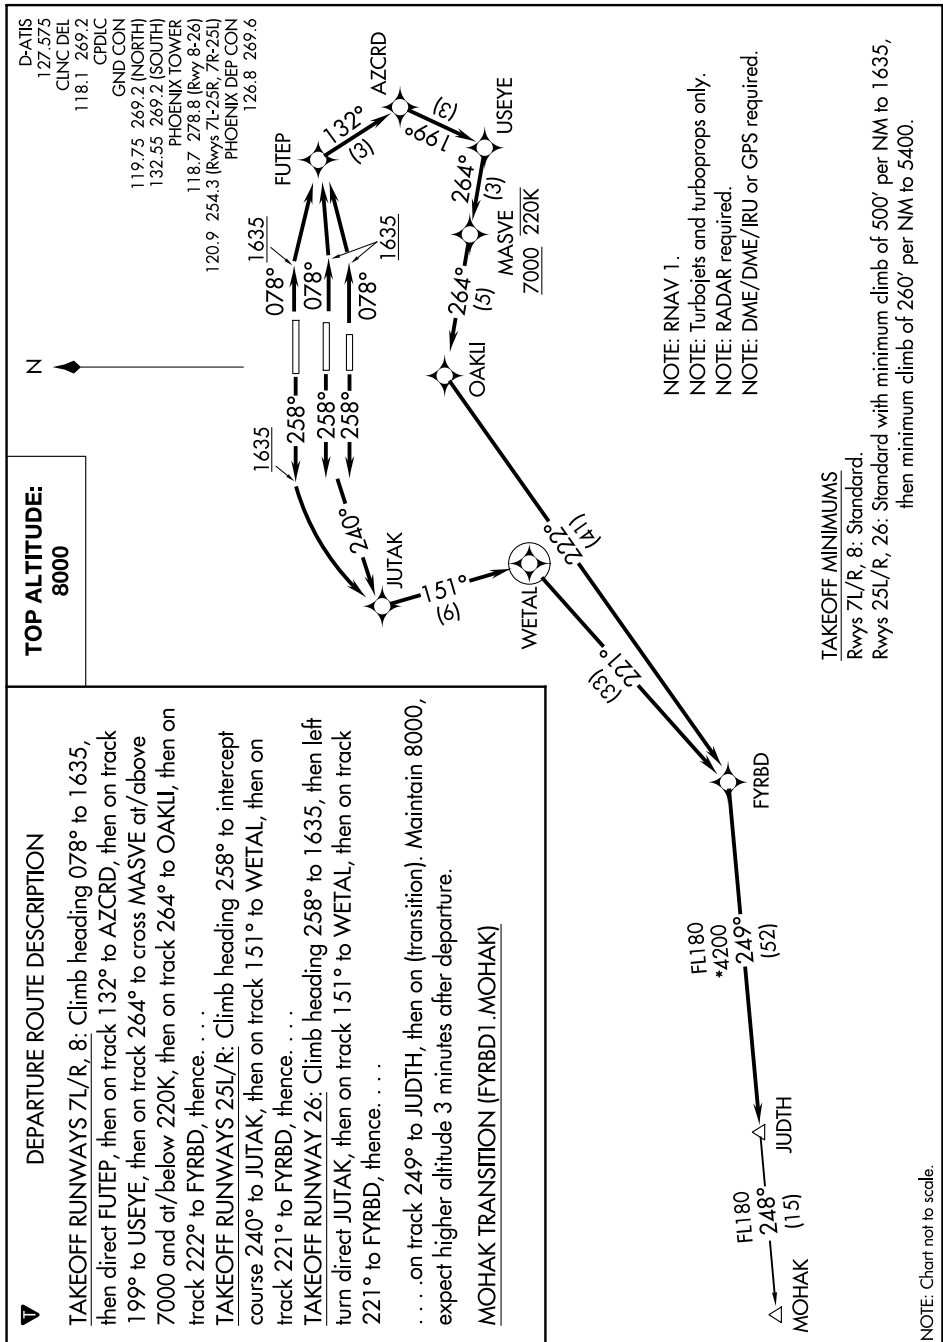 DEPARTURE ROUTE DESCRIPTION
TAKEOFF RUNWAYS 7L/R, 8: Climb heading 078° to 1635,
then direct FUTEP, then on track 132° to AZCRD, then on track
199° to USEYE, then on track 264° to cross MASVE at/above
7000 and at/below 220K, then on track 264° to OAKLI, then on
track 222° to FYRBD, thence. . . .
TAKEOFF RUNWAYS 25L/R: Climb heading 258° to intercept
course 240° to JUTAK, then on track 151° to WETAL, then on
track 221° to FYRBD, thence. . . .
TAKEOFF RUNWAY 26: Climb heading 258° to 1635, then left
turn direct JUTAK, then on track 151° to WETAL, then on track
221° to FYRBD, thence. . . .
. . . .on track 249° to JUDTH, then on (transition). Maintain 8000,
expect higher altitude 3 minutes after departure.
MOHAK TRANSITION (FYRBD1.MOHAK)
TOP ALTITUDE:
8000
N
D-ATIS
127.575
CLNC DEL
118.1 269.2
CPDLC
GND CON
119.75 269.2 (NORTH)
132.55 269.2 (SOUTH)
PHOENIX TOWER
118.7 278.8 (Rwy 8-26)
120.9 254.3 (Rwys 7L-25R, 7R-25L)
PHOENIX DEP CON
126.8 269.6
1635
258°
258°
258°
240°
JUTAK
151°
(6)
WETAL
1635
078°
078°
078°
1635
FUTEP
132°
(3)
AZCRD
199°
(3)
USEYE
264°
(3)
MASVE
7000 220K
264°
(5)
OAKLI
222°
(41)
221°
(33)
FYRBD
FL180
*4200
249°
(52)
JUDTH
FL180
248°
(15)
MOHAK
NOTE: RNAV 1.
NOTE: Turbojets and turboprops only.
NOTE: RADAR required.
NOTE: DME/DME/IRU or GPS required.
TAKEOFF MINIMUMS
Rwys 7L/R, 8: Standard.
Rwys 25L/R, 26: Standard with minimum climb of 500' per NM to 1635,
then minimum climb of 260' per NM to 5400.
NOTE: Chart not to scale.